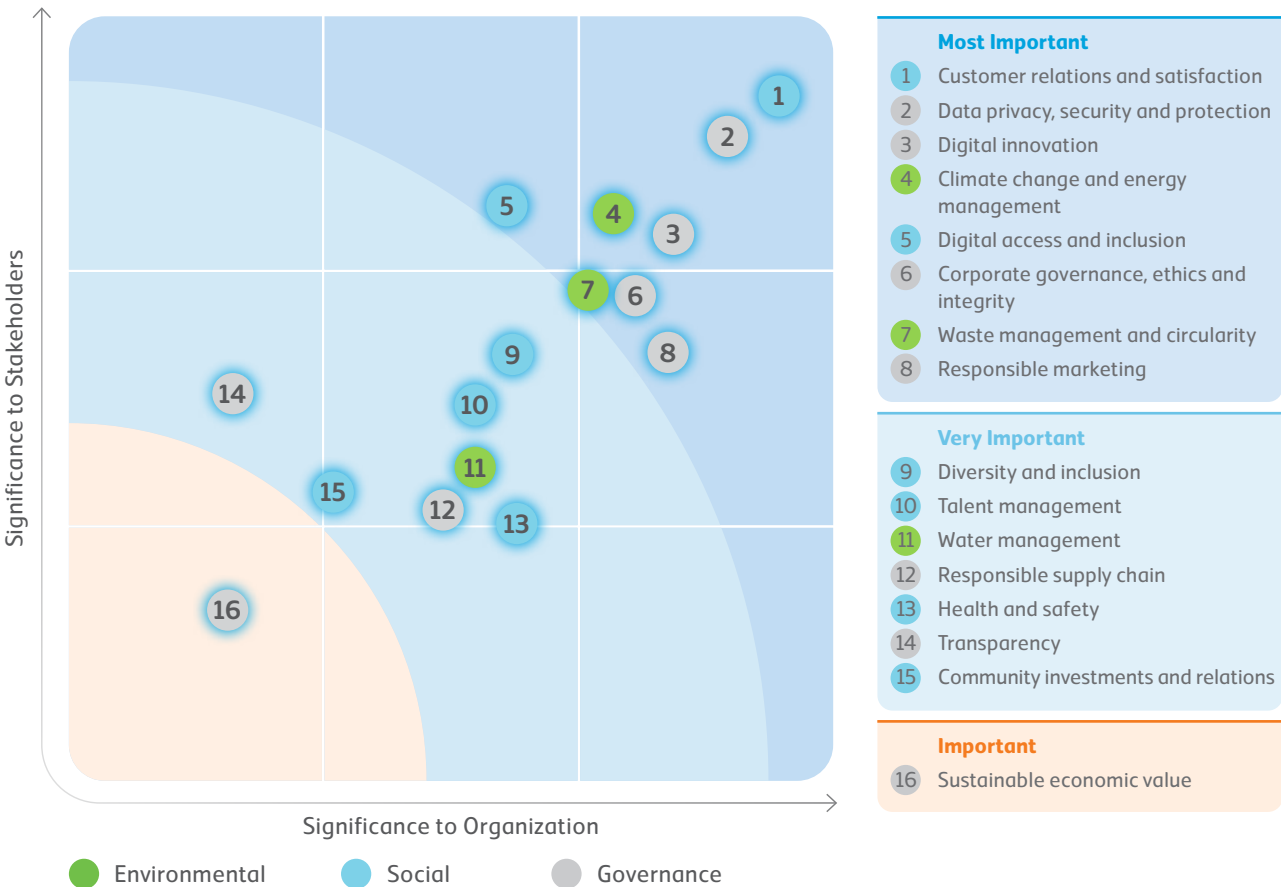 Significance to Stakeholders
1
2
5
4
3
7
6
8
9
14
10
11
15
12
13
16
Significance to Organization
Environmental
Social
Governance
Most Important
1 Customer relations and satisfaction
2 Data privacy, security and protection
3 Digital innovation
4 Climate change and energy
management
5 Digital access and inclusion
6 Corporate governance, ethics and
integrity
7 Waste management and circularity
8 Responsible marketing
Very Important
9 Diversity and inclusion
10 Talent management
11 Water management
12 Responsible supply chain
13 Health and safety
14 Transparency
15 Community investments and relations
Important
16 Sustainable economic value